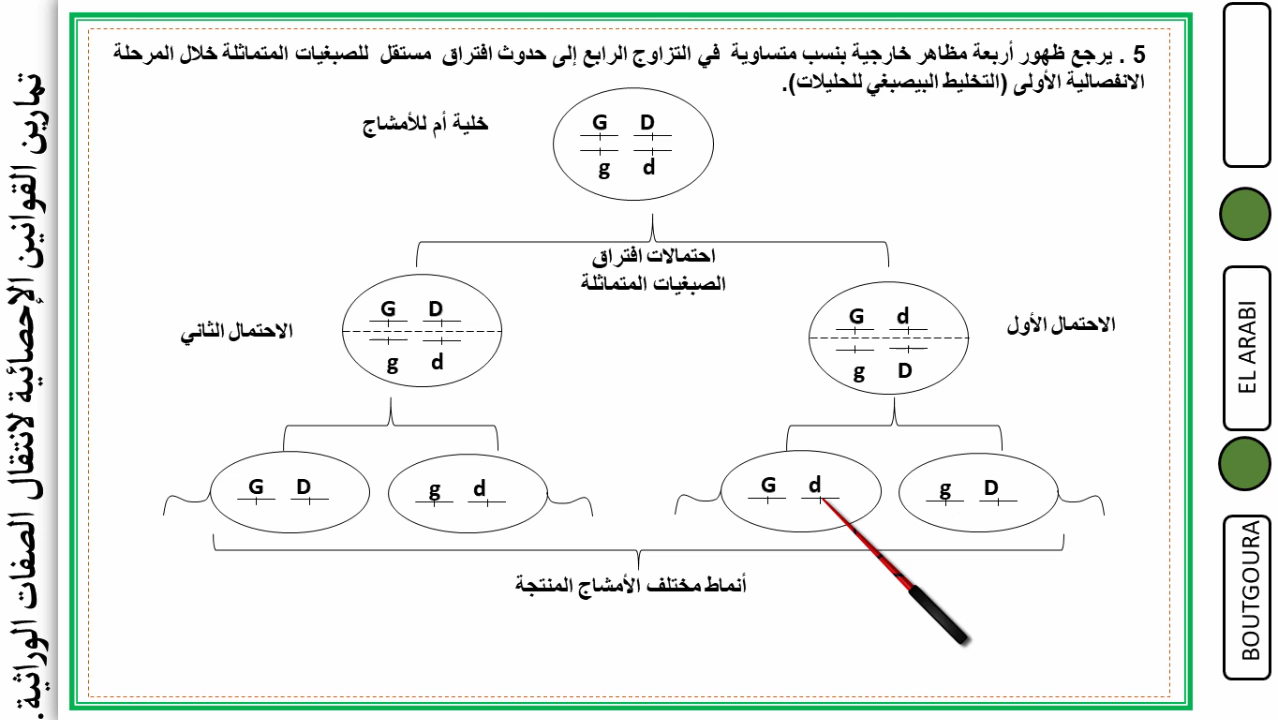 5 . يرجع ظهور أربعة مظاهر خارجية بنسب متساوية في التزاوج الرابع إلى حدوث افتراق مستقل للصبغيات المتماثلة خلال المرحلة
الانفصالية الأولى (التخليط البيصبغي للحليلات).
خلية أم للأمشاج
G D
g d
احتمالات افتراق
الصبغيات المتماثلة
الاحتمال الأول
G d
g D
الاحتمال الثاني
G D
g d
G D
g d
G d
g D
أنماط مختلف الأمشاج المنتجة
تمارين القوانين الإحصائية لانتقال الصفات الوراثية.
EL ARABI
BOUTGOURA